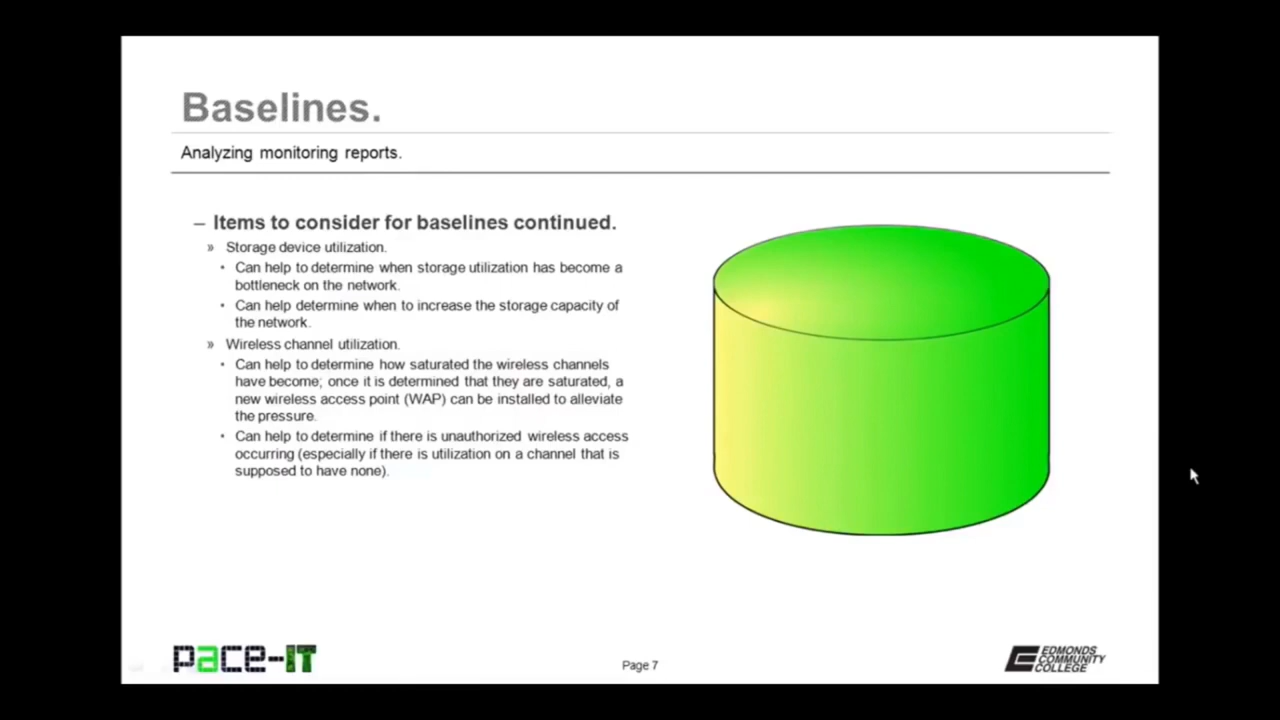 Baselines.
Analyzing monitoring reports.
– Items to consider for baselines continued.
» Storage device utilization.
• Can help to determine when storage utilization has become a
bottleneck on the network.
• Can help determine when to increase the storage capacity of
the network.
» Wireless channel utilization.
• Can help to determine how saturated the wireless channels
have become; once it is determined that they are saturated, a
new wireless access point (WAP) can be installed to alleviate
the pressure.
• Can help to determine if there is unauthorized wireless access
occurring (especially if there is utilization on a channel that is
supposed to have none).
pace-IT
Page 7
EDMONDS
COMMUNITY
COLLEGE